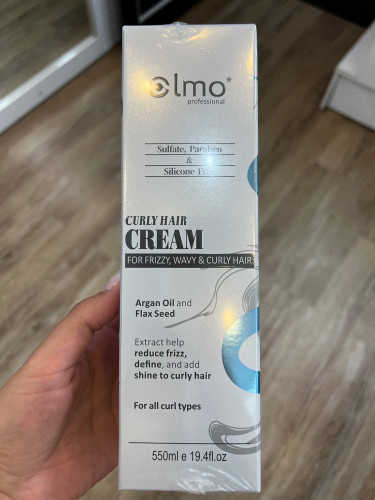 Olmo*
professional
Sulfate, Paraben
&
Silicone Free
CURLY HAIR
CREAM
FOR FRIZZY, WAVY & CURLY HAIR
Argan Oil and
Flax Seed
Extract help
reduce frizz,
define, and add
shine to curly hair
For all curl types
550ml e 19.4fl.oz